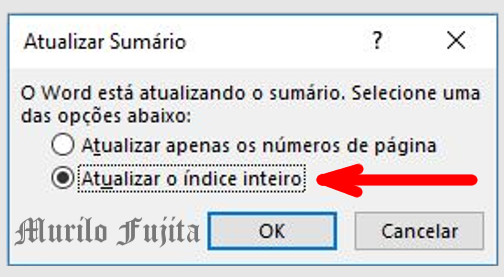 Atualizar Sumário ?
O Word está atualizando o sumário. Selecione uma
das opções abaixo:
Atualizar apenas os números de página
Atualizar o índice inteiro
Murilo Fujita OK Cancelar